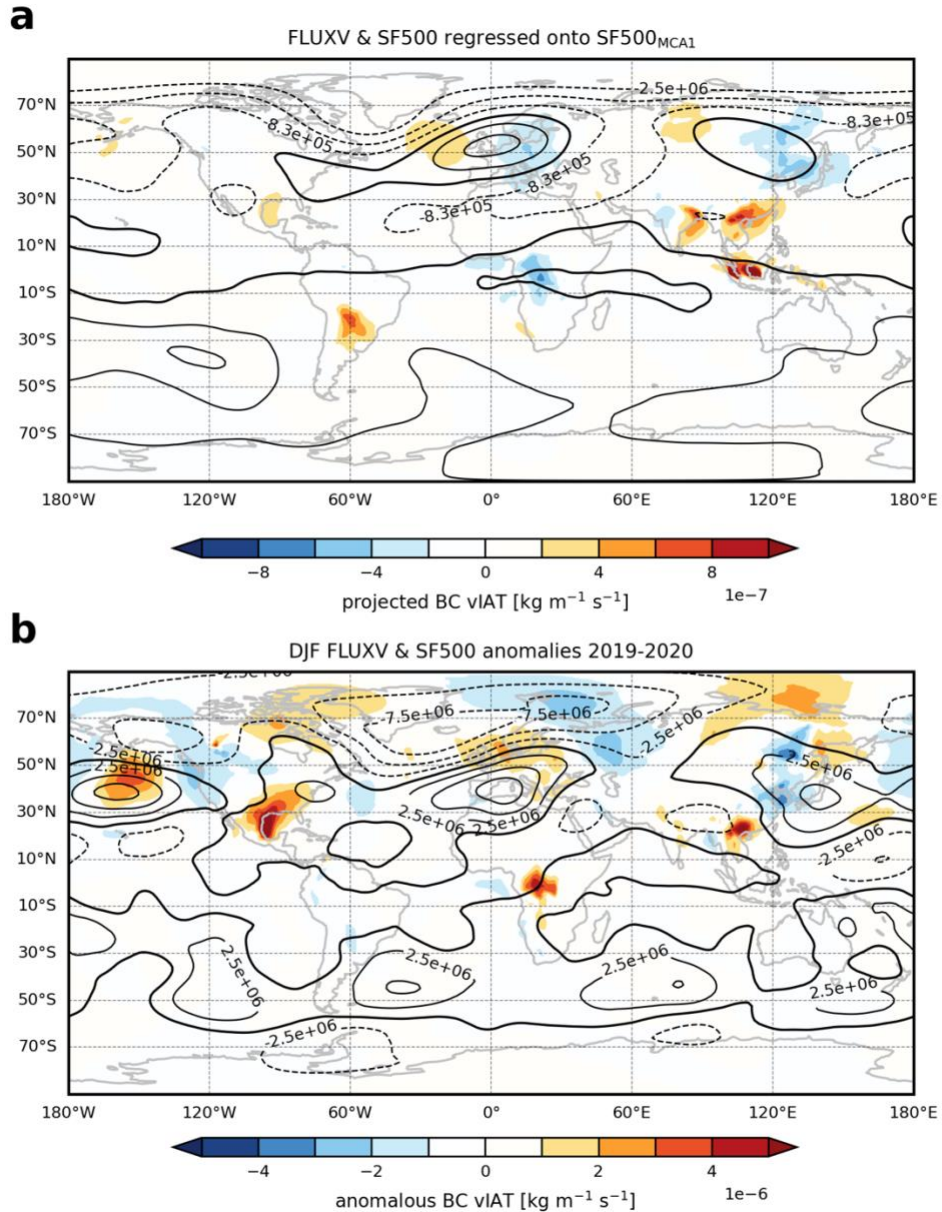 a
FLUXV & SF500 regressed onto SF500MCA1
70°N
50°N
30°N
10°N
10°S
30°S
50°S
70°S
-8.3e+05
-2.5e+06
-8.3e+05
-8.3e+05
-8.3e+05
180°W 120°W 60°W 0° 60°E 120°E 180°E
−8 −4 0 4 8
1e−7
projected BC vIAT [kg m−1 s−1]
b
DJF FLUXV & SF500 anomalies 2019-2020
70°N
50°N
30°N
10°N
10°S
30°S
50°S
70°S
-2.5e+06
-7.5e+06
-7.5e+06
-2.5e+06
2.5e+06
2.5e+06
2.5e+06
2.5e+06
2.5e+06
-2.5e+06
2.5e+06
2.5e+06
2.5e+06
2.5e+06
-2.5e+06
180°W 120°W 60°W 0° 60°E 120°E 180°E
−4 −2 0 2 4
1e−6
anomalous BC vIAT [kg m−1 s−1]